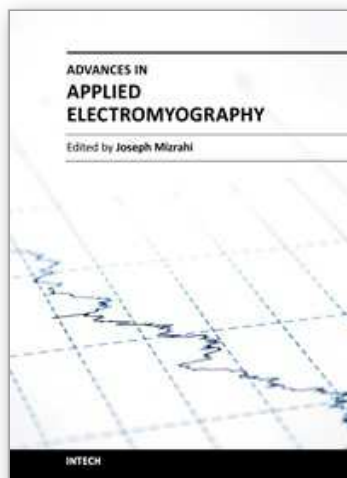 ADVANCES IN
APPLIED
ELECTROMYOGRAPHY
Edited by Joseph Mizrahi
INTECH